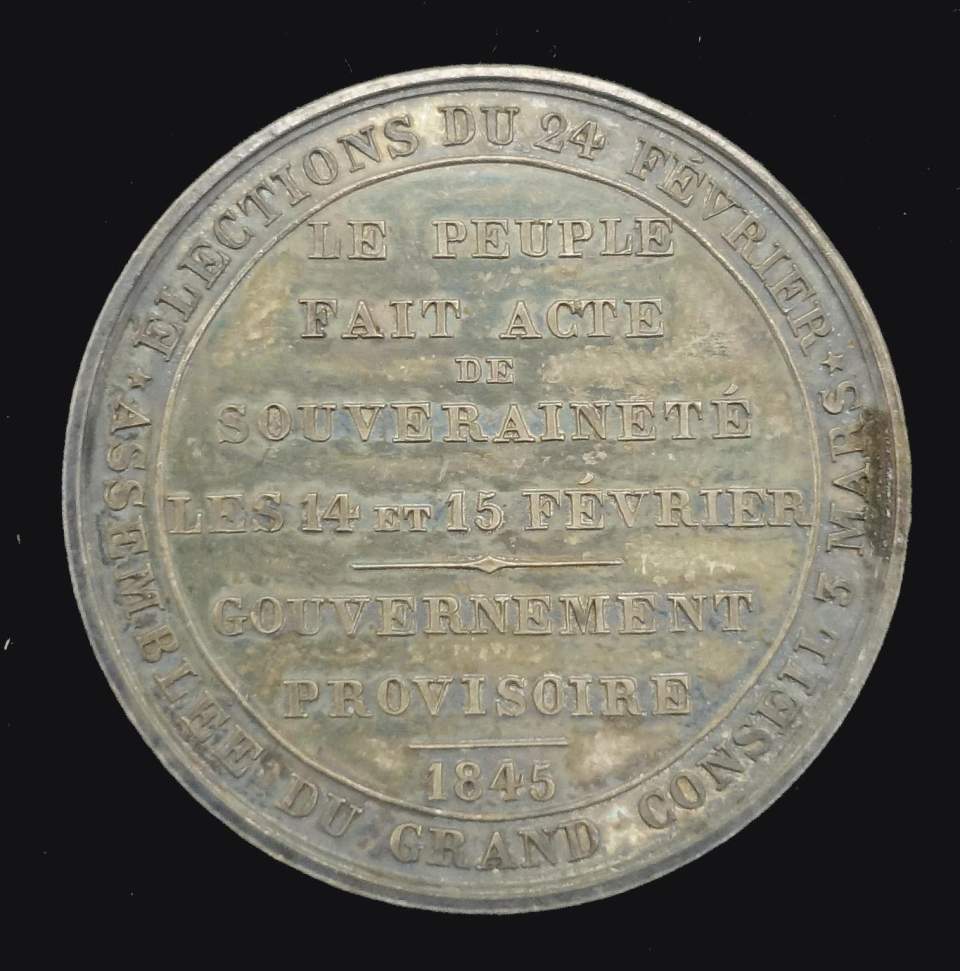 ÉLECTIONS DU 24 FÉVRIER
★ ASSEMBLÉE DU GRAND CONSEIL 3 MARS ★
LE PEUPLE
FAIT ACTE
DE
SOUVERAINETÉ
LES 14 ET 15 FÉVRIER
GOUVERNEMENT
PROVISOIRE
1845